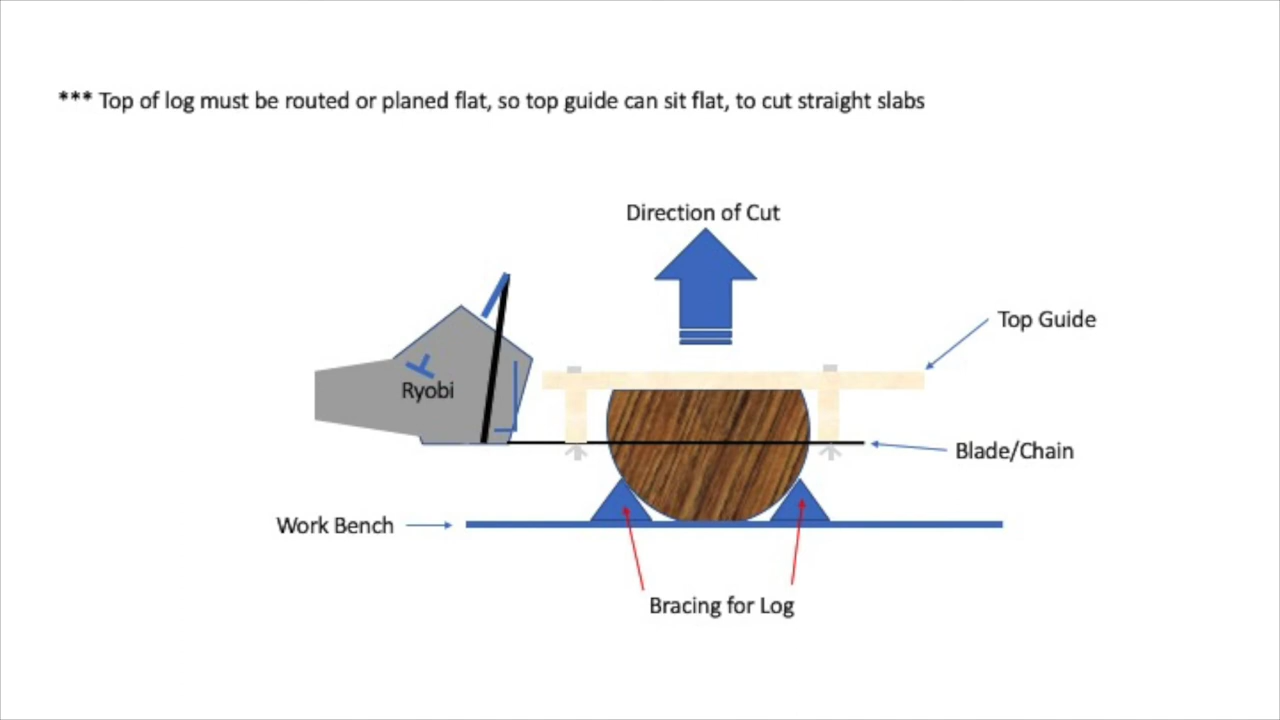 *** Top of log must be routed or planed flat, so top guide can sit flat, to cut straight slabs
Direction of Cut
Top Guide
Ryobi
Blade/Chain
Work Bench
Bracing for Log